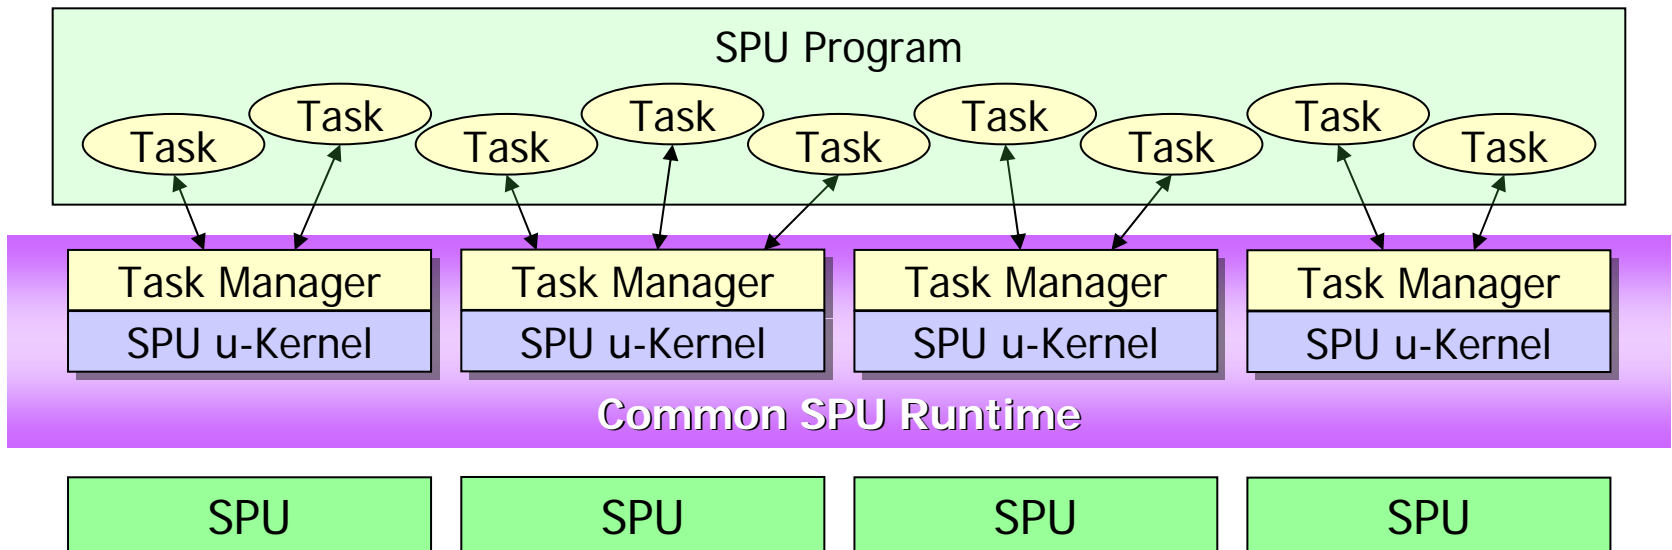 SPU Program
Task Task Task Task Task Task Task Task Task
Task Manager Task Manager Task Manager Task Manager
SPU u-Kernel SPU u-Kernel SPU u-Kernel SPU u-Kernel
Common SPU Runtime
SPU SPU SPU SPU